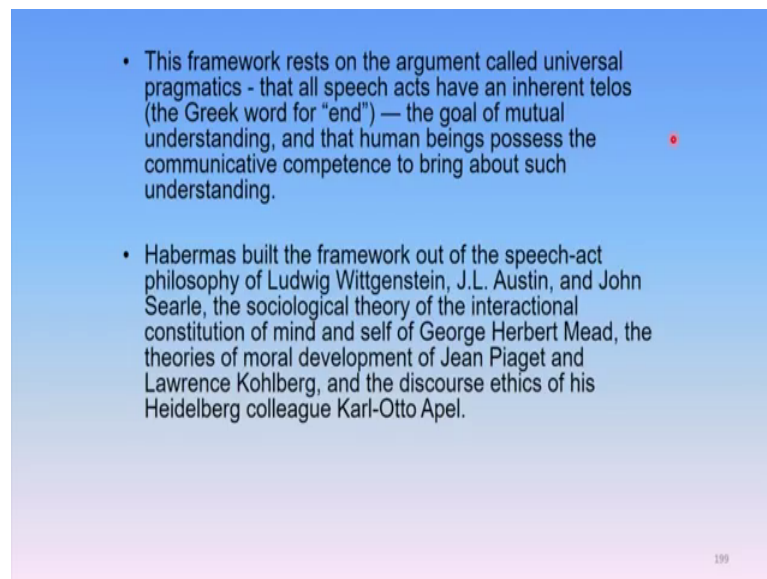 • This framework rests on the argument called universal
pragmatics - that all speech acts have an inherent telos
(the Greek word for “end”) — the goal of mutual
understanding, and that human beings possess the
communicative competence to bring about such
understanding.
• Habermas built the framework out of the speech-act
philosophy of Ludwig Wittgenstein, J.L. Austin, and John
Searle, the sociological theory of the interactional
constitution of mind and self of George Herbert Mead, the
theories of moral development of Jean Piaget and
Lawrence Kohlberg, and the discourse ethics of his
Heidelberg colleague Karl-Otto Apel.
199